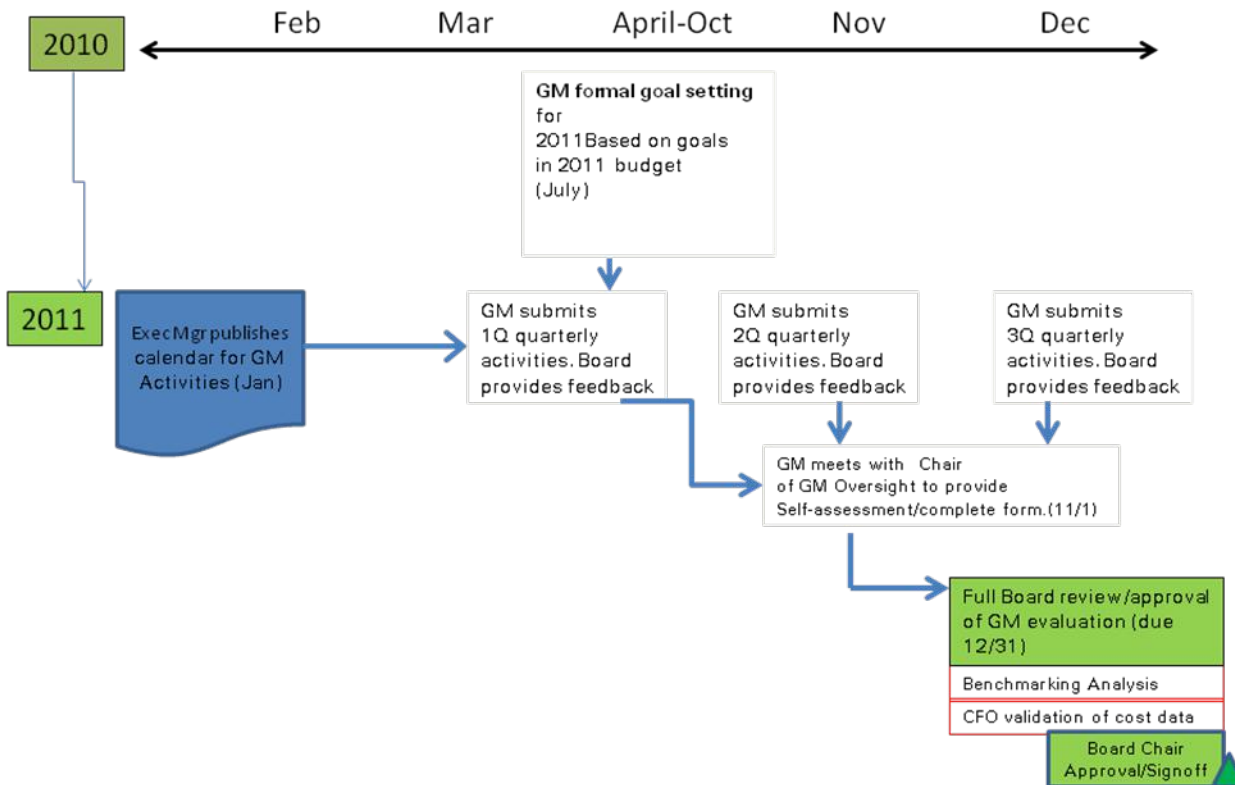 Feb Mar April-Oct Nov Dec
2010
GM formal goal setting
for
2011Based on goals
in 2011 budget
(July)
2011
Exec Mgr publishes
calendar for GM
Activities (Jan)
GM submits
1Q quarterly
activities. Board
provides feedback
GM submits
2Q quarterly
activities. Board
provides feedback
GM submits
3Q quarterly
activities. Board
provides feedback
GM meets with Chair
of GM Oversight to provide
Self-assessment/complete form.(11/1)
Full Board review/approval
of GM evaluation (due
12/31)
Benchmarking Analysis
CFO validation of cost data
Board Chair
Approval/Signoff